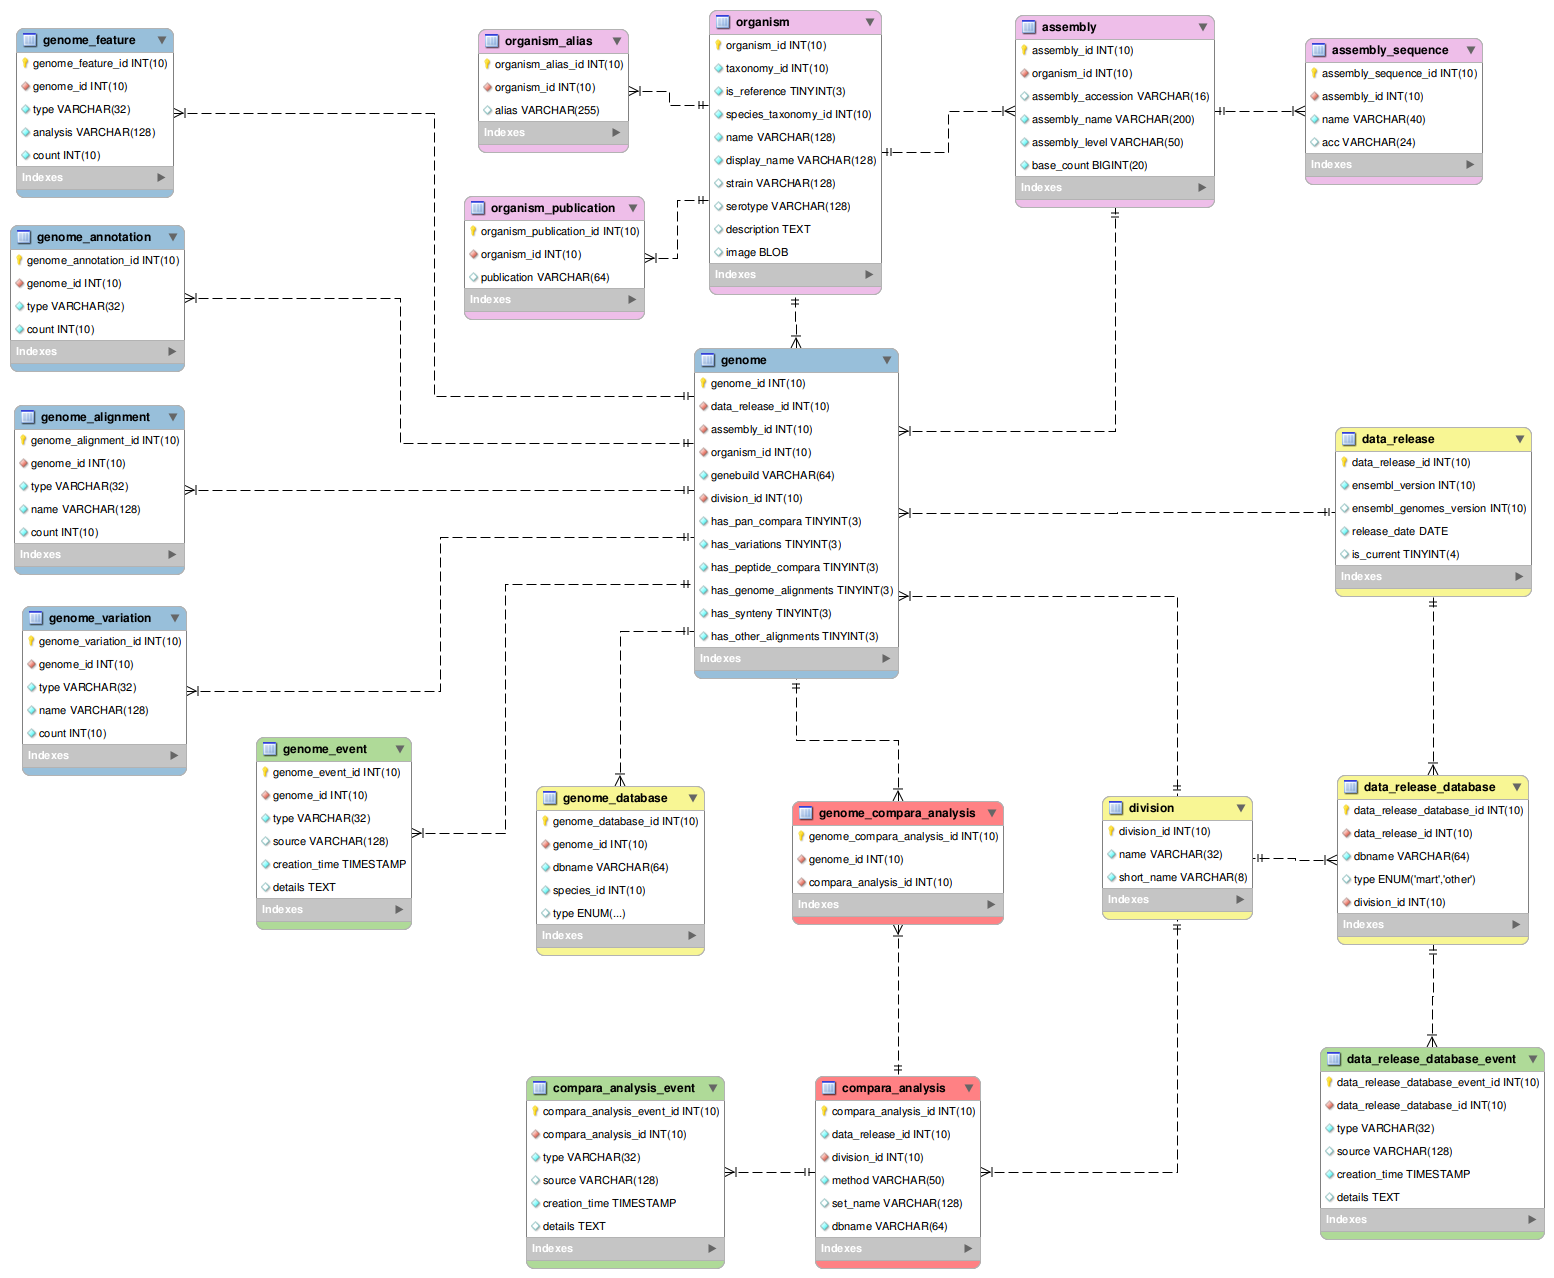 genome_feature
genome_feature_id INT(10)
genome_id INT(10)
type VARCHAR(32)
analysis VARCHAR(128)
count INT(10)
Indexes
organism_alias
organism_alias_id INT(10)
organism_id INT(10)
alias VARCHAR(255)
Indexes
organism
organism_id INT(10)
taxonomy_id INT(10)
is_reference TINYINT(3)
species_taxonomy_id INT(10)
name VARCHAR(128)
display_name VARCHAR(128)
strain VARCHAR(128)
serotype VARCHAR(128)
description TEXT
image BLOB
Indexes
assembly
assembly_id INT(10)
organism_id INT(10)
assembly_accession VARCHAR(16)
assembly_name VARCHAR(200)
assembly_level VARCHAR(50)
base_count BIGINT(20)
Indexes
assembly_sequence
assembly_sequence_id INT(10)
assembly_id INT(10)
name VARCHAR(40)
acc VARCHAR(24)
Indexes
organism_publication
organism_publication_id INT(10)
organism_id INT(10)
publication VARCHAR(64)
Indexes
genome_annotation
genome_annotation_id INT(10)
genome_id INT(10)
type VARCHAR(32)
count INT(10)
Indexes
genome
genome_id INT(10)
data_release_id INT(10)
assembly_id INT(10)
organism_id INT(10)
genebuild VARCHAR(64)
division_id INT(10)
has_pan_compara TINYINT(3)
has_variations TINYINT(3)
has_peptide_compara TINYINT(3)
has_genome_alignments TINYINT(3)
has_synteny TINYINT(3)
has_other_alignments TINYINT(3)
Indexes
genome_alignment
genome_alignment_id INT(10)
genome_id INT(10)
type VARCHAR(32)
name VARCHAR(128)
count INT(10)
Indexes
data_release
data_release_id INT(10)
ensembl_version INT(10)
ensembl_genomes_version INT(10)
release_date DATE
is_current TINYINT(4)
Indexes
genome_variation
genome_variation_id INT(10)
genome_id INT(10)
type VARCHAR(32)
name VARCHAR(128)
count INT(10)
Indexes
genome_event
genome_event_id INT(10)
genome_id INT(10)
type VARCHAR(32)
source VARCHAR(128)
creation_time TIMESTAMP
details TEXT
Indexes
genome_database
genome_database_id INT(10)
genome_id INT(10)
dbname VARCHAR(64)
species_id INT(10)
type ENUM(...)
Indexes
genome_compara_analysis
genome_compara_analysis_id INT(10)
genome_id INT(10)
compara_analysis_id INT(10)
Indexes
division
division_id INT(10)
name VARCHAR(32)
short_name VARCHAR(8)
Indexes
data_release_database
data_release_database_id INT(10)
data_release_id INT(10)
dbname VARCHAR(64)
type ENUM('mart','other')
division_id INT(10)
Indexes
compara_analysis_event
compara_analysis_event_id INT(10)
compara_analysis_id INT(10)
type VARCHAR(32)
source VARCHAR(128)
creation_time TIMESTAMP
details TEXT
Indexes
compara_analysis
compara_analysis_id INT(10)
data_release_id INT(10)
division_id INT(10)
method VARCHAR(50)
set_name VARCHAR(128)
dbname VARCHAR(64)
Indexes
data_release_database_event
data_release_database_event_id INT(10)
data_release_database_id INT(10)
type VARCHAR(32)
source VARCHAR(128)
creation_time TIMESTAMP
details TEXT
Indexes